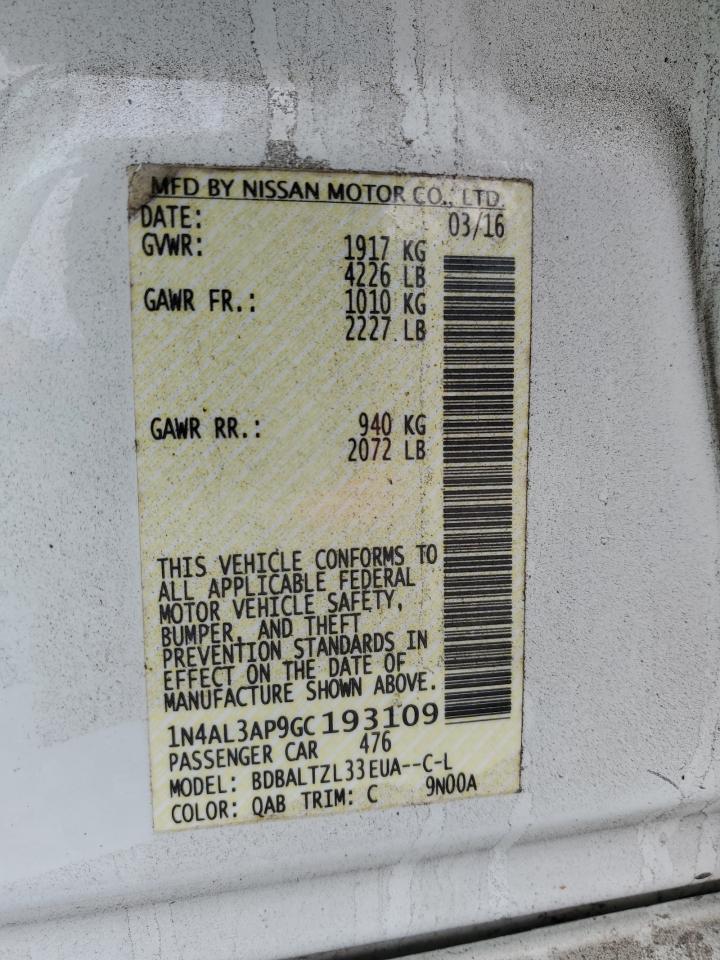 MFD BY NISSAN MOTOR CO., LTD.
DATE: 03/16
GVWR: 1917 KG
4226 LB
GAWR FR.: 1010 KG
2227 LB
GAWR RR.: 940 KG
2072 LB
THIS VEHICLE CONFORMS TO
ALL APPLICABLE FEDERAL
MOTOR VEHICLE SAFETY,
BUMPER, AND THEFT
PREVENTION STANDARDS IN
EFFECT ON THE DATE OF
MANUFACTURE SHOWN ABOVE.
1N4AL3AP9GC193109
PASSENGER CAR 476
MODEL: BDBALTZL33EUA--C-L
COLOR: QAB TRIM: C 9N00A